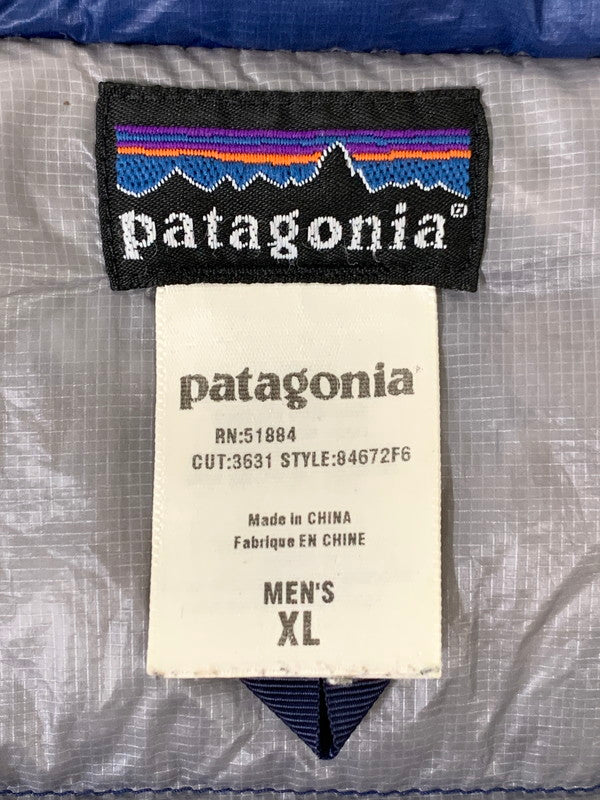 patagonia®
patagonia®
RN:51884
CUT:3631 STYLE:84672F6
Made in CHINA
Fabrique EN CHINE
MEN'S
XL